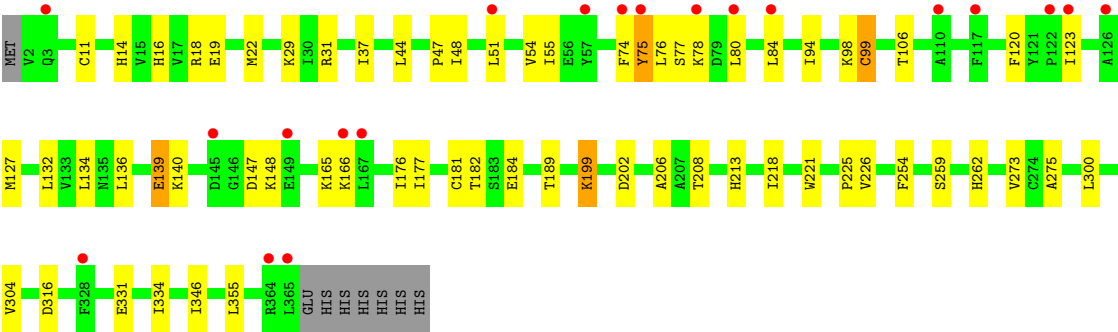 MET V2 Q3 C11 H14 V15 H16 V17 R18 E19 M22 K29 I30 R31 I37 L44 P47 I48 L51 V54 I55 E56 Y57 F74 Y75 L76 S77 K78 D79 L80 L84 I94 K98 C99 T106 A110 F117 F120 Y121 P122 I123 A126
M127 L132 V133 L134 N135 L136 E139 K140 D145 G146 D147 K148 E149 K165 K166 L167 I176 I177 C181 T182 S183 E184 T189 K199 D202 A206 A207 T208 H213 I218 W221 P225 V226 F254 S259 H262 V273 C274 A275 L300
V304 D316 F328 E331 I334 I346 L355 R364 L365 GLU HIS HIS HIS HIS HIS